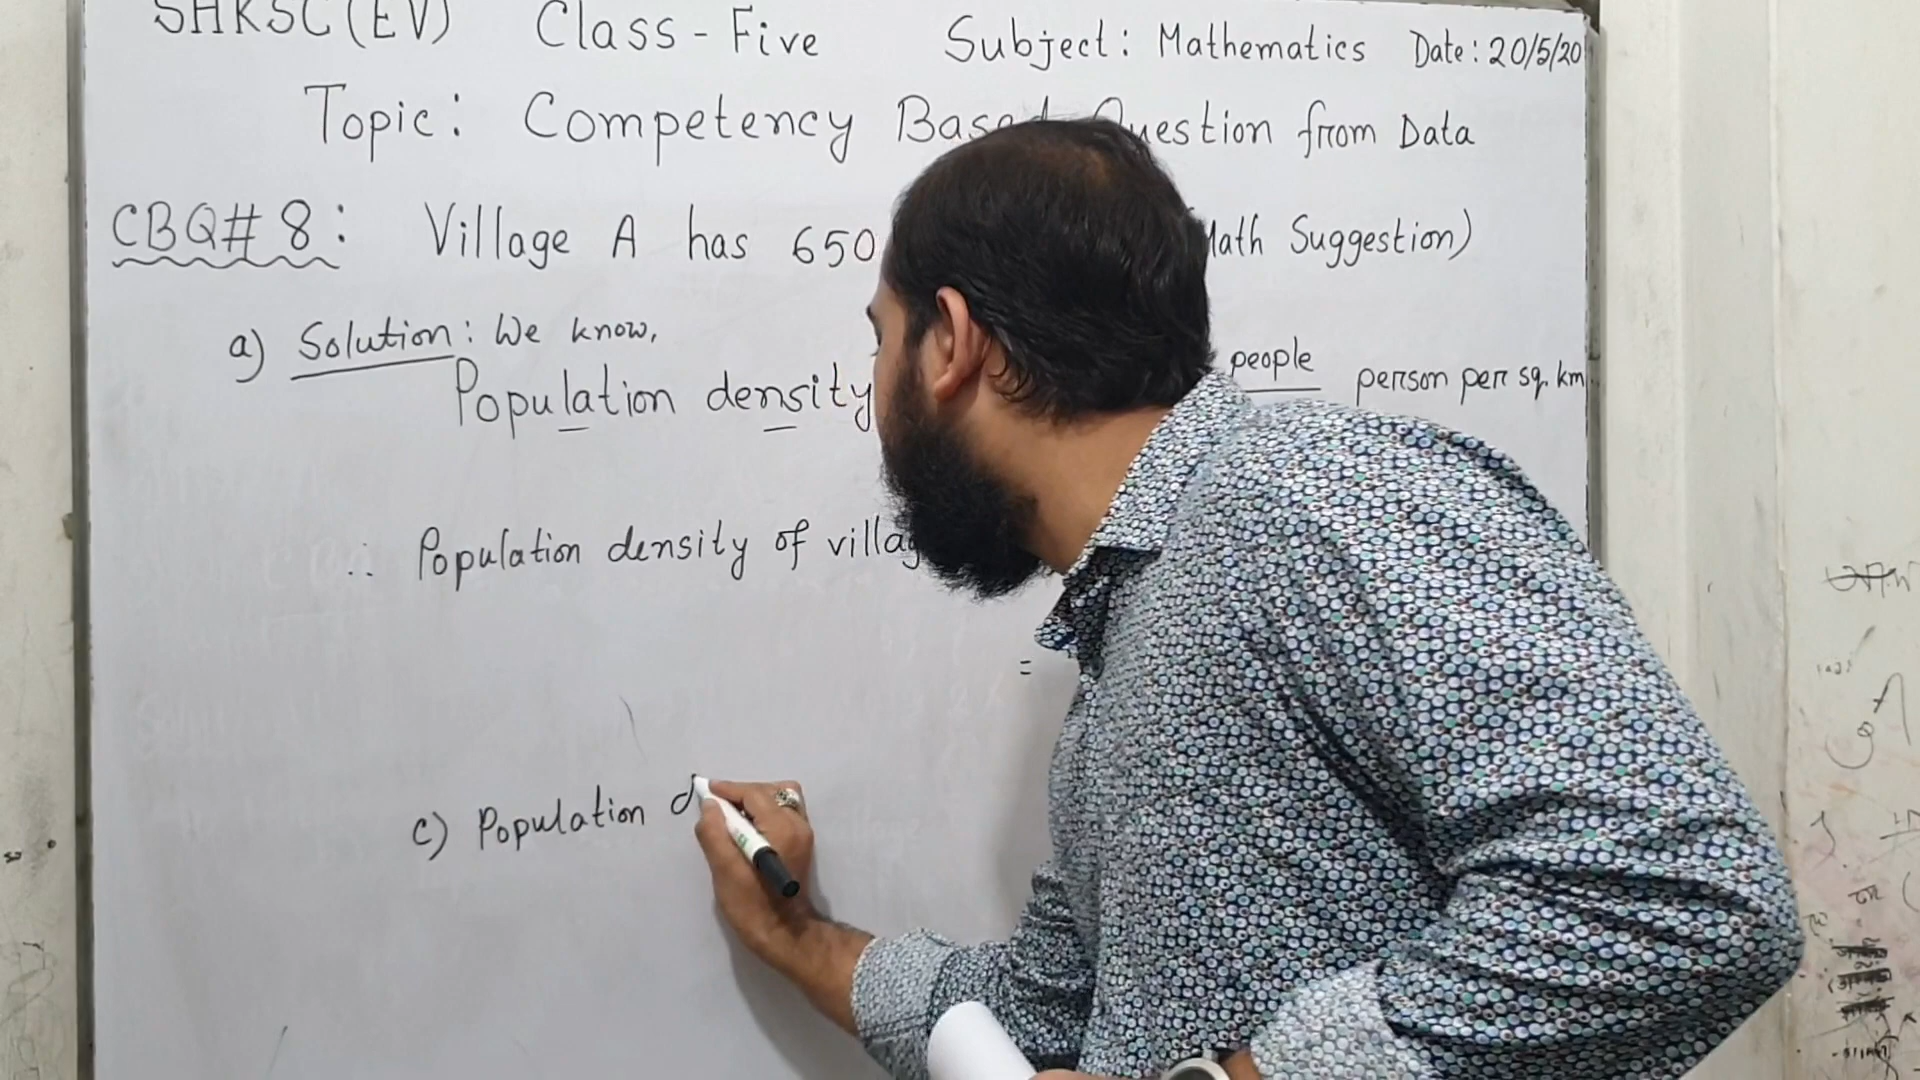 SHKSC(EV) Class - Five Subject: Mathematics Date: 20/5/20
Topic: Competency Based Question from Data
CBQ# 8: Village A has 650 Math Suggestion)
a) Solution: We know,
Population density people person per sq. km
∴ Population density of villag
=
c) Population d